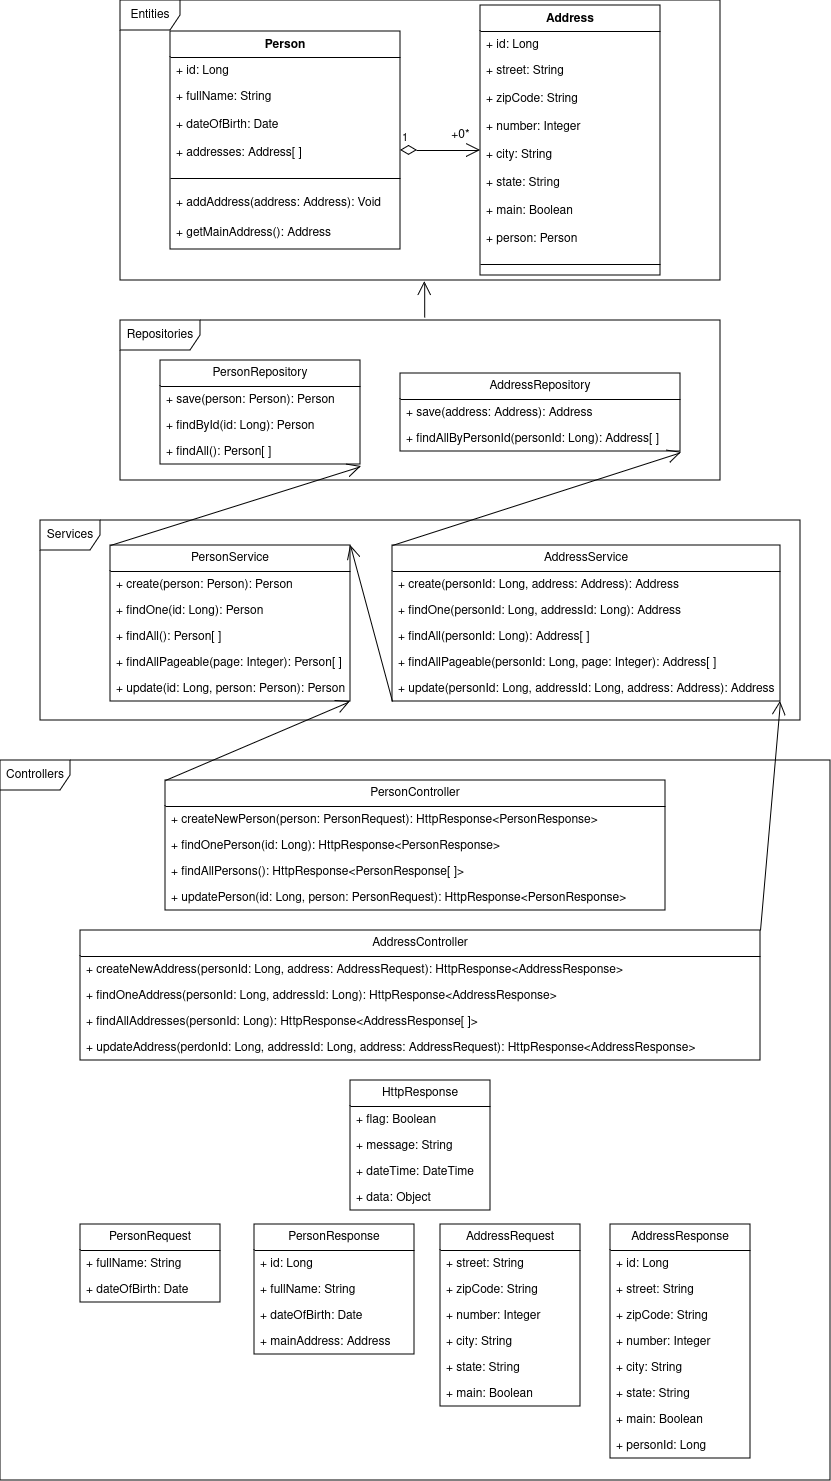 Entities
Person
+ id: Long
+ fullName: String
+ dateOfBirth: Date
+ addresses: Address[ ]
+ addAddress(address: Address): Void
+ getMainAddress(): Address
1
+0*
Address
+ id: Long
+ street: String
+ zipCode: String
+ number: Integer
+ city: String
+ state: String
+ main: Boolean
+ person: Person
Repositories
PersonRepository
+ save(person: Person): Person
+ findById(id: Long): Person
+ findAll(): Person[ ]
AddressRepository
+ save(address: Address): Address
+ findAllByPersonId(personId: Long): Address[ ]
Services
PersonService
+ create(person: Person): Person
+ findOne(id: Long): Person
+ findAll(): Person[ ]
+ findAllPageable(page: Integer): Person[ ]
+ update(id: Long, person: Person): Person
AddressService
+ create(personId: Long, address: Address): Address
+ findOne(personId: Long, addressId: Long): Address
+ findAll(personId: Long): Address[ ]
+ findAllPageable(personId: Long, page: Integer): Address[ ]
+ update(personId: Long, addressId: Long, address: Address): Address
Controllers
PersonController
+ createNewPerson(person: PersonRequest): HttpResponse<PersonResponse>
+ findOnePerson(id: Long): HttpResponse<PersonResponse>
+ findAllPersons(): HttpResponse<PersonResponse[ ]>
+ updatePerson(id: Long, person: PersonRequest): HttpResponse<PersonResponse>
AddressController
+ createNewAddress(personId: Long, address: AddressRequest): HttpResponse<AddressResponse>
+ findOneAddress(personId: Long, addressId: Long): HttpResponse<AddressResponse>
+ findAllAddresses(personId: Long): HttpResponse<AddressResponse[ ]>
+ updateAddress(perdonId: Long, addressId: Long, address: AddressRequest): HttpResponse<AddressResponse>
HttpResponse
+ flag: Boolean
+ message: String
+ dateTime: DateTime
+ data: Object
PersonRequest
+ fullName: String
+ dateOfBirth: Date
PersonResponse
+ id: Long
+ fullName: String
+ dateOfBirth: Date
+ mainAddress: Address
AddressRequest
+ street: String
+ zipCode: String
+ number: Integer
+ city: String
+ state: String
+ main: Boolean
AddressResponse
+ id: Long
+ street: String
+ zipCode: String
+ number: Integer
+ city: String
+ state: String
+ main: Boolean
+ personId: Long